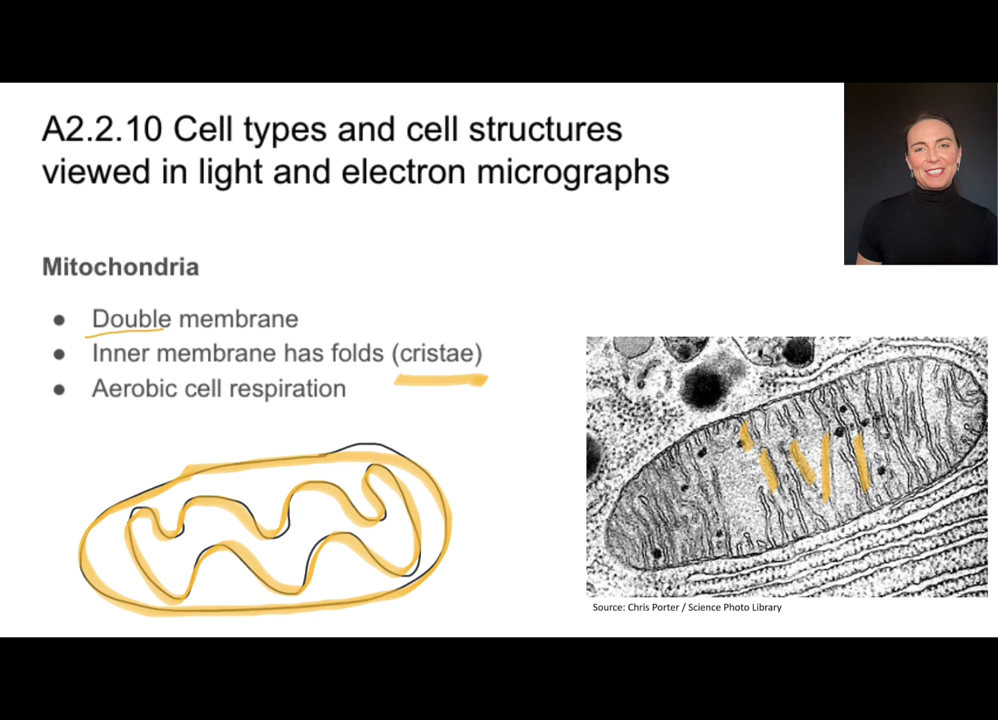 A2.2.10 Cell types and cell structures
viewed in light and electron micrographs
Mitochondria
● Double membrane
● Inner membrane has folds (cristae)
● Aerobic cell respiration
Source: Chris Porter / Science Photo Library